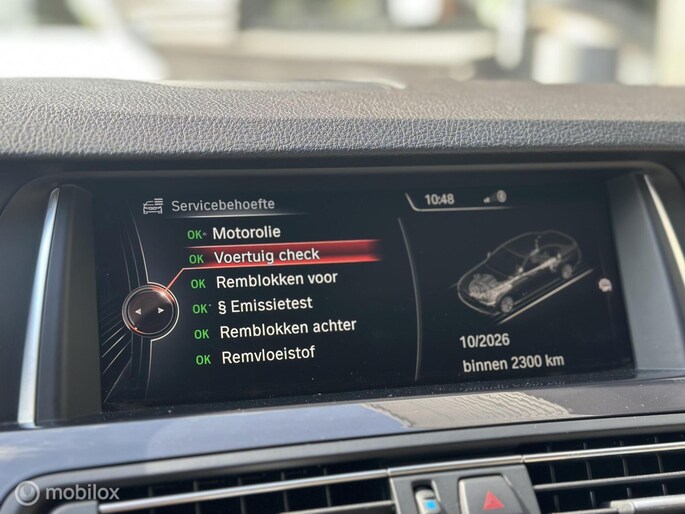 Servicebehoefte
10:48
OK Motorolie
OK Voertuig check
OK Remblokken voor
OK § Emissietest
OK Remblokken achter
OK Remvloeistof
10/2026
binnen 2300 km
mobilox